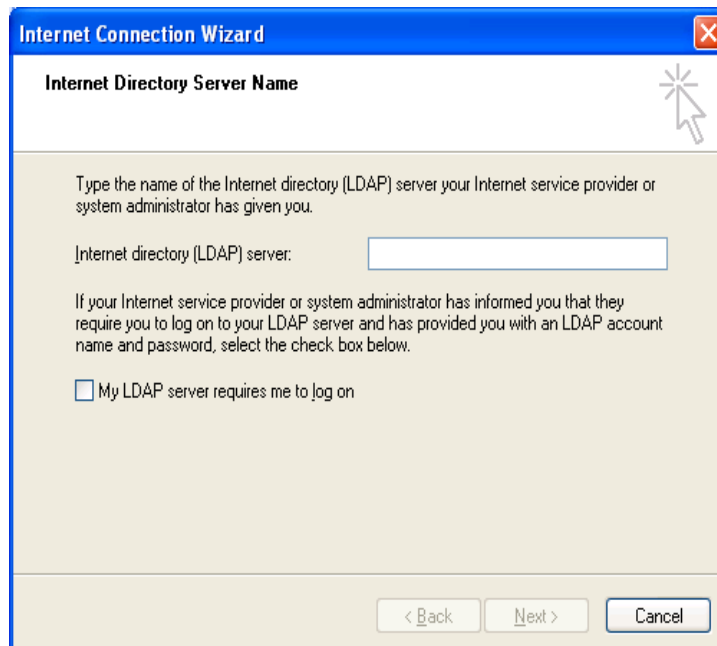 Internet Connection Wizard
Internet Directory Server Name
Type the name of the Internet directory (LDAP) server your Internet service provider or
system administrator has given you.
Internet directory (LDAP) server:
If your Internet service provider or system administrator has informed you that they
require you to log on to your LDAP server and has provided you with an LDAP account
name and password, select the check box below.
My LDAP server requires me to log on
< Back Next > Cancel